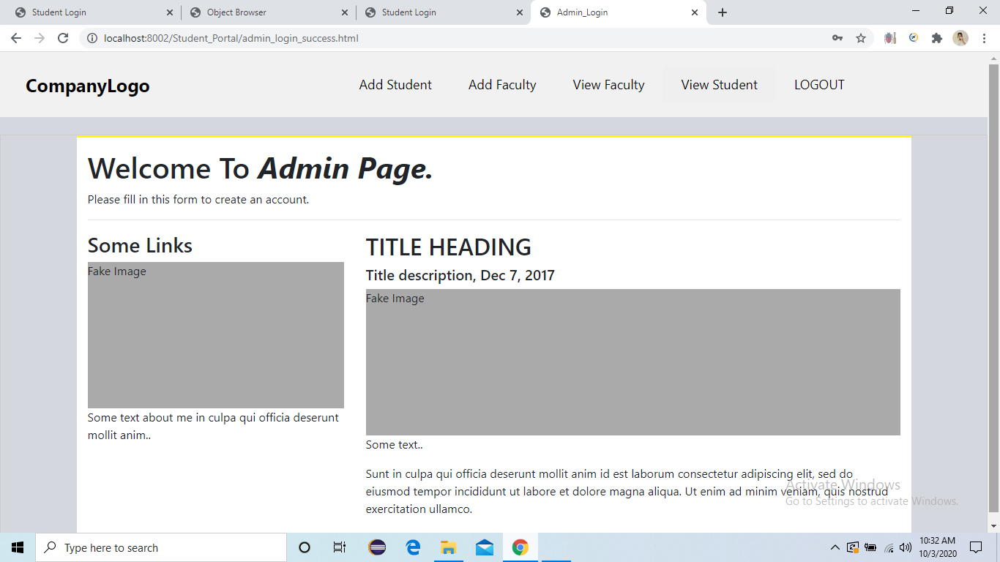 Student Login
Object Browser
Student Login
Admin_Login
localhost:8002/Student_Portal/admin_login_success.html
CompanyLogo
Add Student
Add Faculty
View Faculty
View Student
LOGOUT
Welcome To Admin Page.
Please fill in this form to create an account.
Some Links
Fake Image
Some text about me in culpa qui officia deserunt
mollit anim..
TITLE HEADING
Title description, Dec 7, 2017
Fake Image
Some text..
Sunt in culpa qui officia deserunt mollit anim id est laborum consectetur adipiscing elit, sed do
eiusmod tempor incididunt ut labore et dolore magna aliqua. Ut enim ad minim veniam, quis nostrud
exercitation ullamco.
Activate Windows
Go to Settings to activate Windows.
Type here to search
10:32 AM
10/3/2020